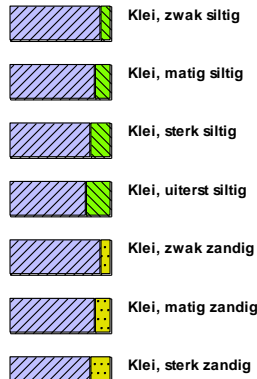 Klei, zwak siltig
Klei, matig siltig
Klei, sterk siltig
Klei, uiterst siltig
Klei, zwak zandig
Klei, matig zandig
Klei, sterk zandig